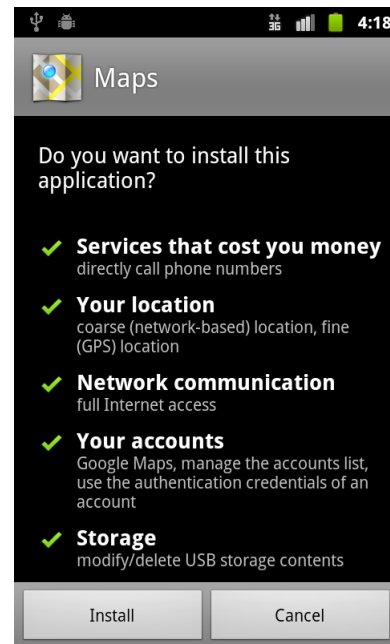 3G 4:18
Maps
Do you want to install this
application?
Services that cost you money
directly call phone numbers
Your location
coarse (network-based) location, fine
(GPS) location
Network communication
full Internet access
Your accounts
Google Maps, manage the accounts list,
use the authentication credentials of an
account
Storage
modify/delete USB storage contents
Install Cancel